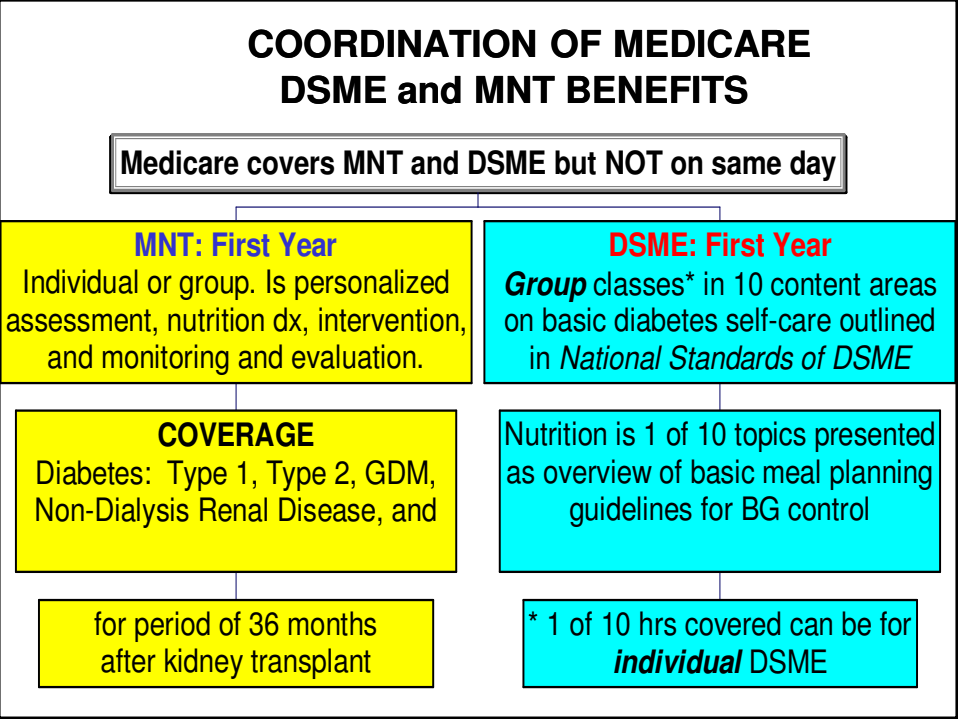 COORDINATION OF MEDICARE
DSME and MNT BENEFITS
Medicare covers MNT and DSME but NOT on same day
MNT: First Year
Individual or group. Is personalized
assessment, nutrition dx, intervention,
and monitoring and evaluation.
COVERAGE
Diabetes: Type 1, Type 2, GDM,
Non-Dialysis Renal Disease, and
for period of 36 months
after kidney transplant
DSME: First Year
Group classes* in 10 content areas
on basic diabetes self-care outlined
in National Standards of DSME
Nutrition is 1 of 10 topics presented
as overview of basic meal planning
guidelines for BG control
* 1 of 10 hrs covered can be for
individual DSME